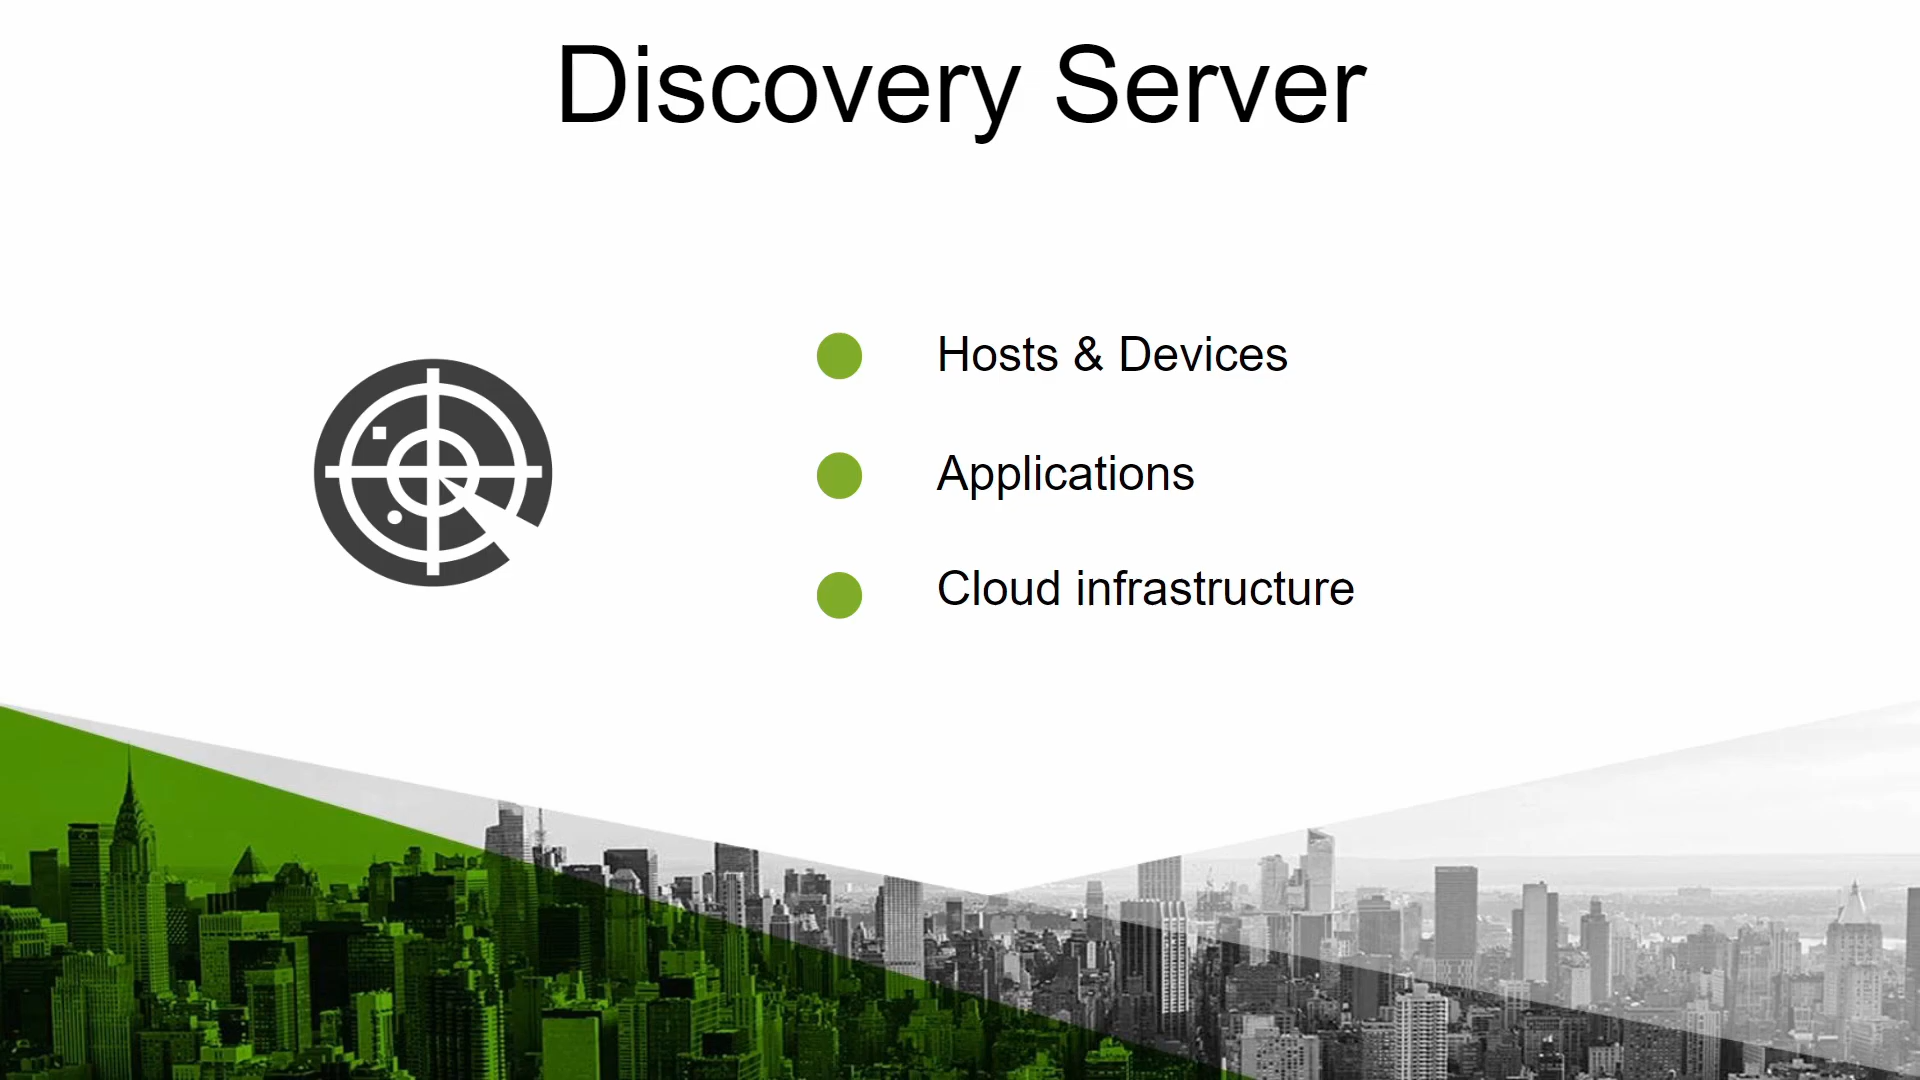 Discovery Server
Hosts & Devices
Applications
Cloud infrastructure